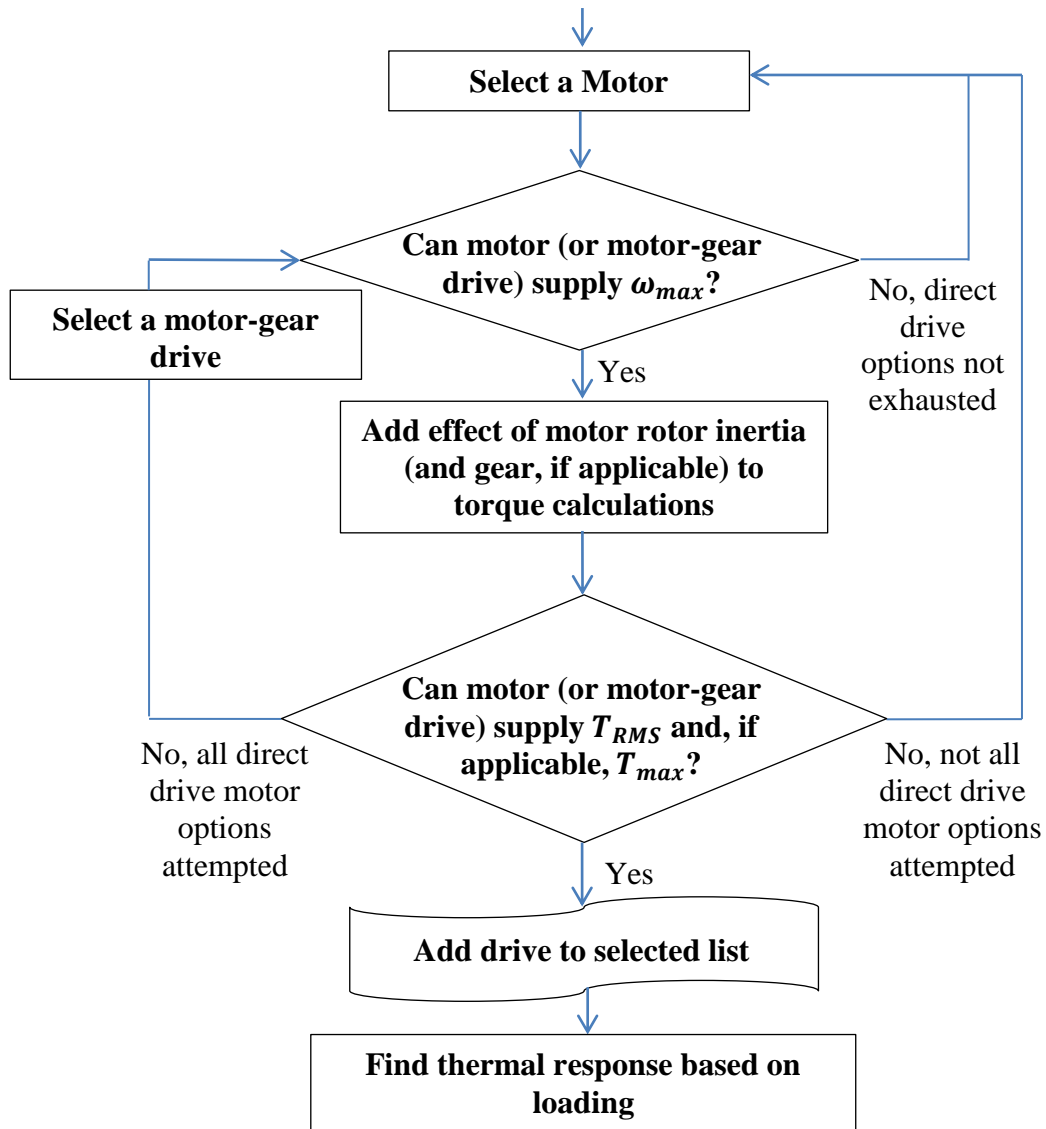 Select a Motor
Can motor (or motor-gear
drive) supply ω_max?
No, direct
drive
options not
exhausted
Select a motor-gear
drive
Yes
Add effect of motor rotor inertia
(and gear, if applicable) to
torque calculations
Can motor (or motor-gear
drive) supply T_RMS and, if
applicable, T_max?
No, all direct
drive motor
options
attempted
No, not all
direct drive
motor options
attempted
Yes
Add drive to selected list
Find thermal response based on
loading